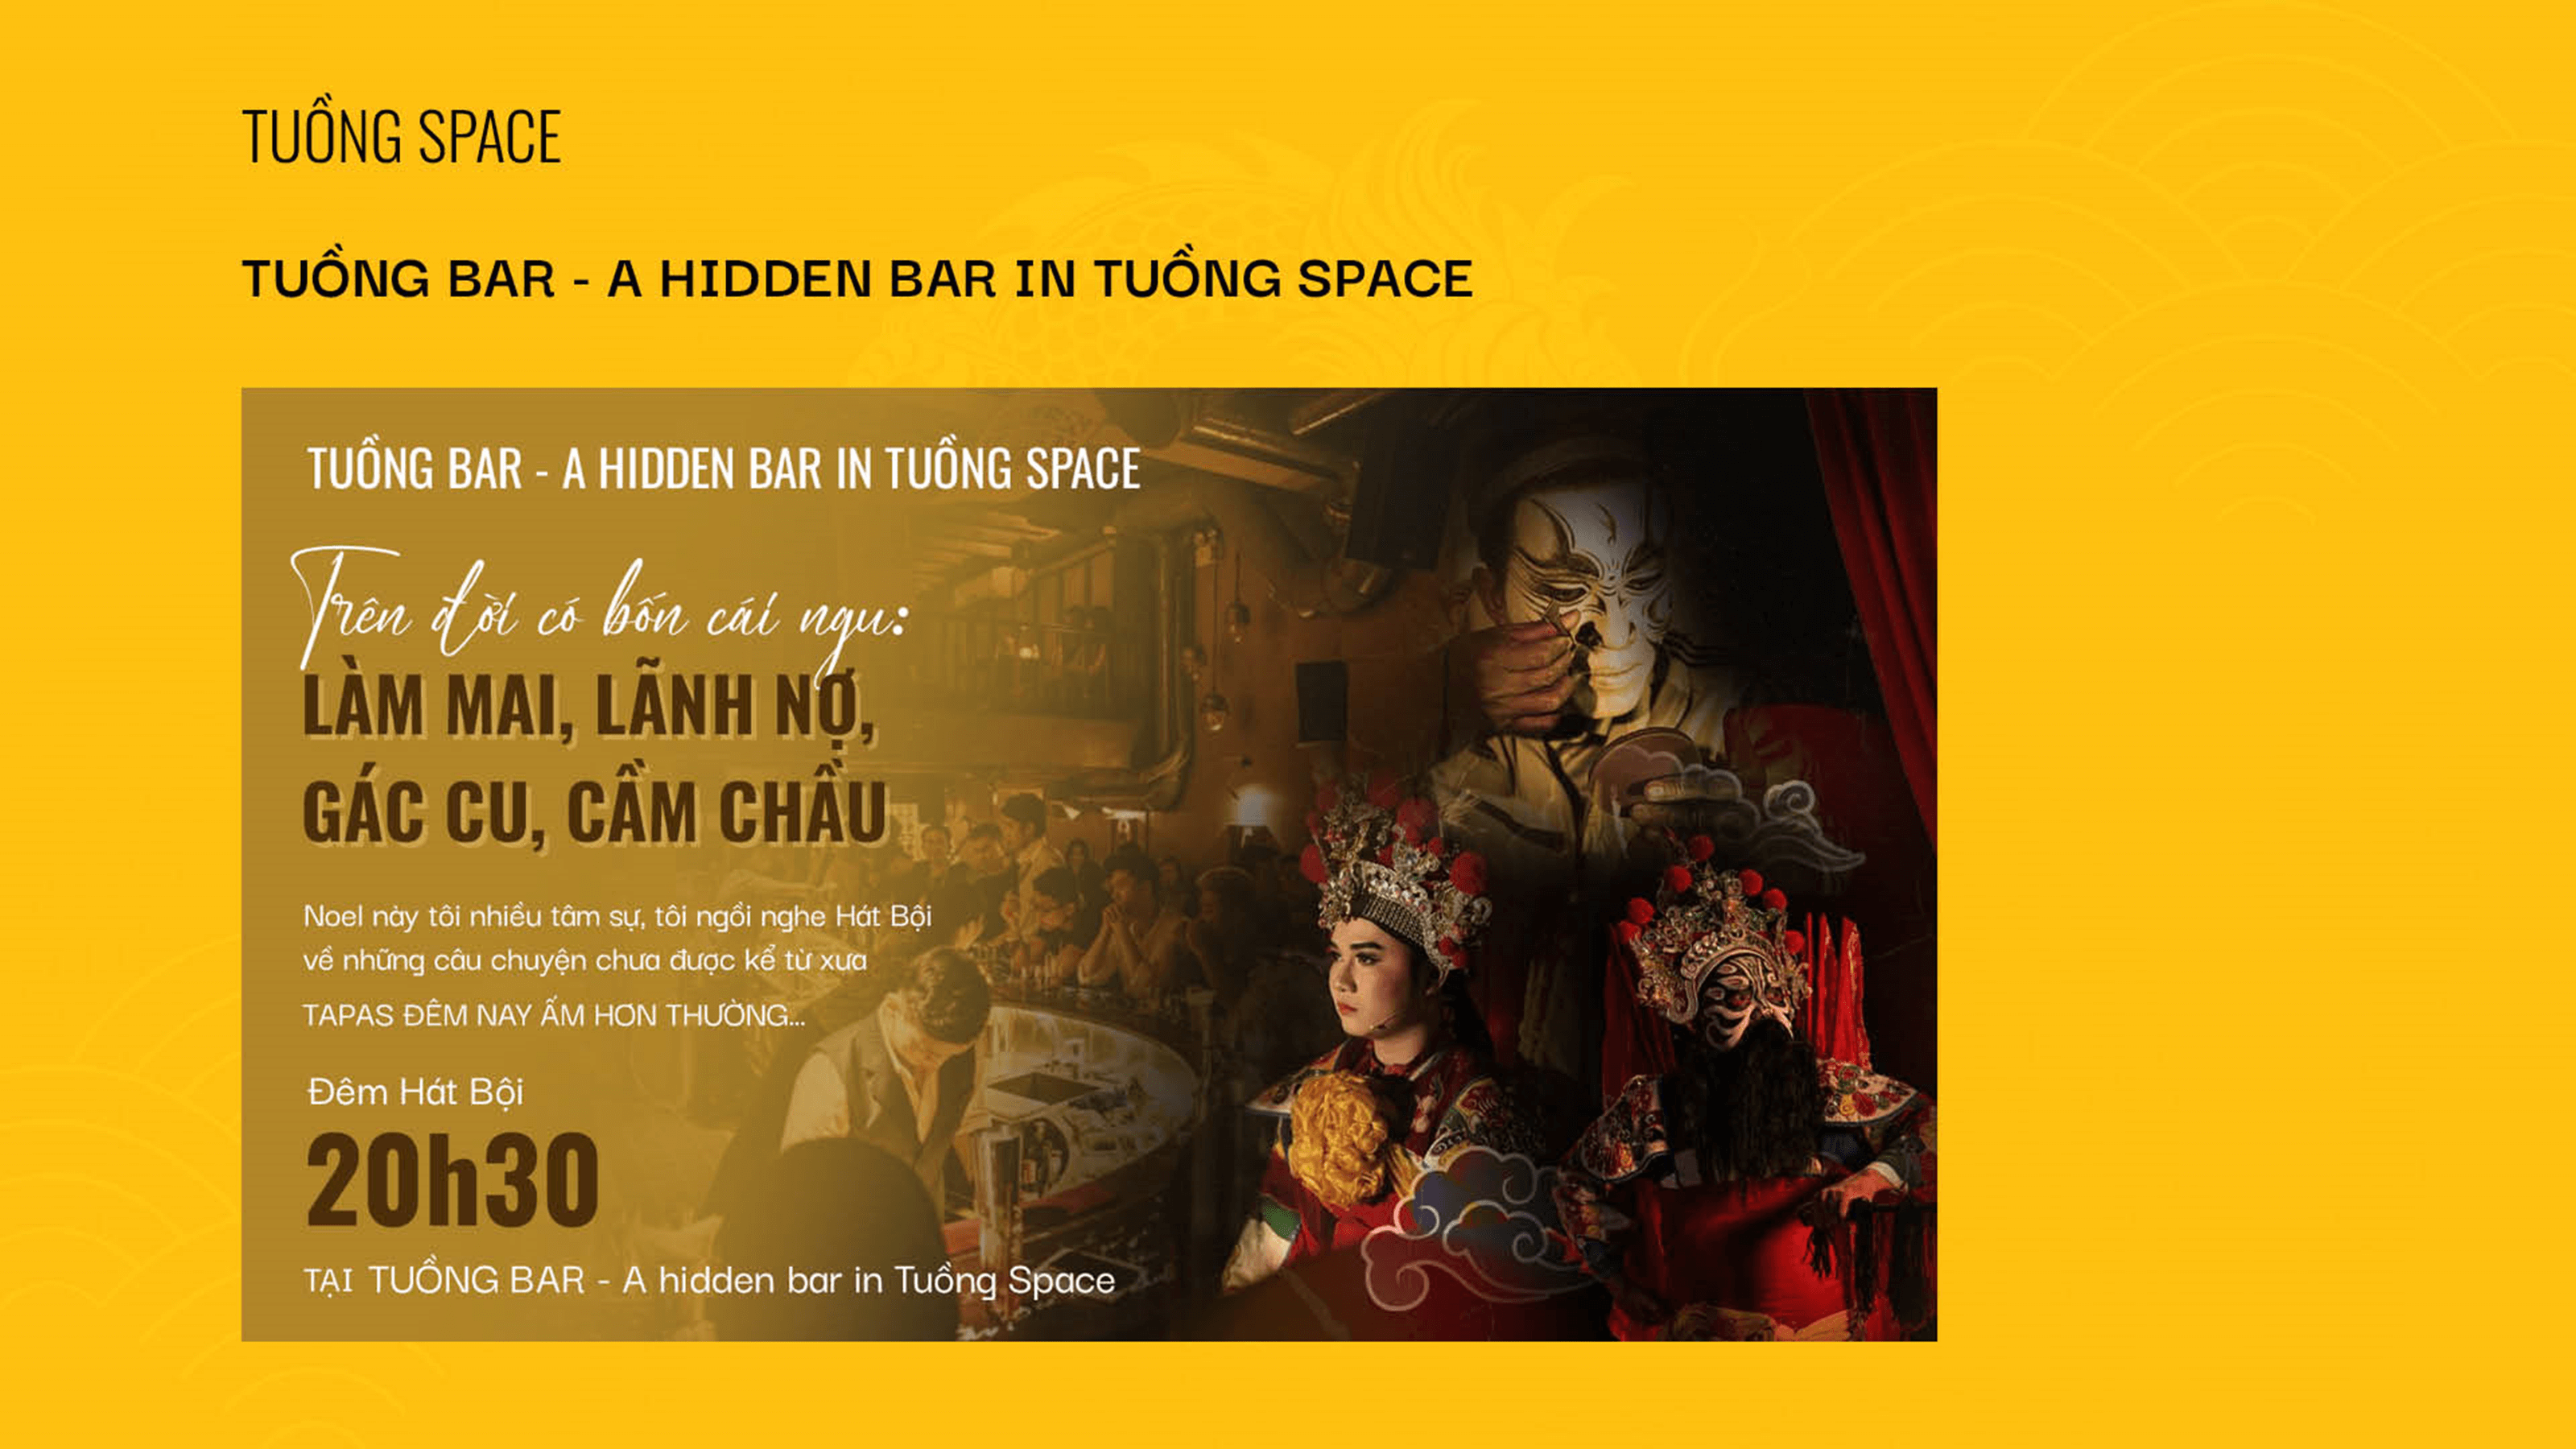 TUỒNG SPACE
TUỒNG BAR - A HIDDEN BAR IN TUỒNG SPACE
TUỒNG BAR - A HIDDEN BAR IN TUỒNG SPACE
Trên đời có bốn cái ngu:
LÀM MAI, LÃNH NỢ,
GÁC CU, CẦM CHẦU
Noel này tôi nhiều tâm sự, tôi ngồi nghe Hát Bội
về những câu chuyện chưa được kể từ xưa
TAPAS ĐÊM NAY ẤM HƠN THƯỜNG...
Đêm Hát Bội
20h30
TẠI TUỒNG BAR - A hidden bar in Tuồng Space